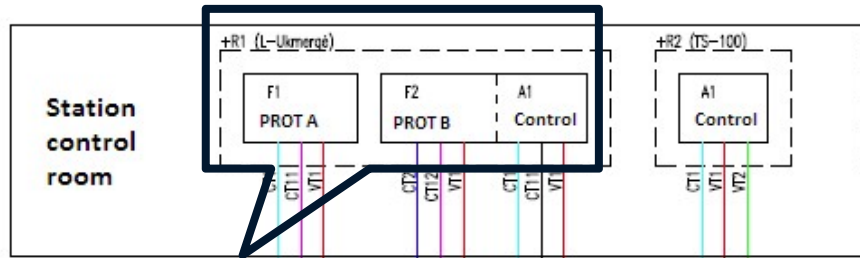 +R1 (L-Ukmergė)
+R2 (TS-100)
Station
control
room
F1
PROT A
F2
PROT B
A1
Control
A1
Control
CT11
VT1
CT2
CT12
VT1
CT1
CT11
VT1
CT1
VT1
VT2